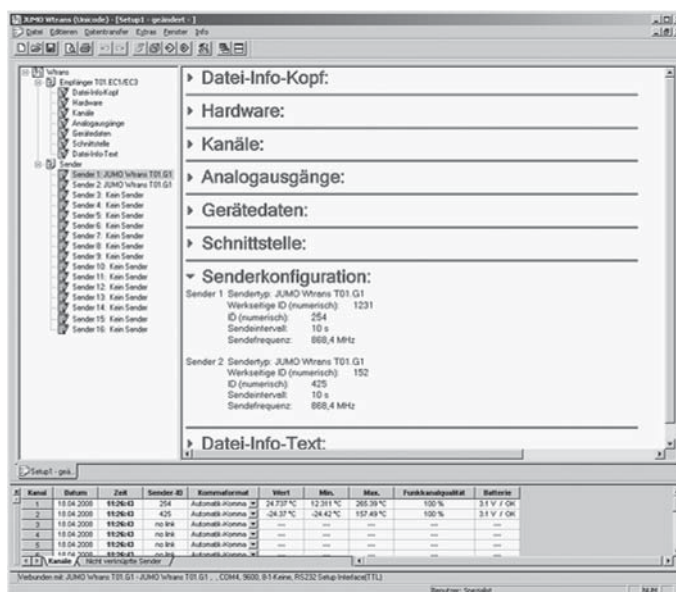 JUMO Wtrans (Unicode) - [Setup1 - geändert - ]
Datei Editieren Datentransfer Extras Fenster Info
Wtrans
Empfänger T01.EC1/EC3
Datei-Info-Kopf
Hardware
Kanäle
Analogausgänge
Gerätedaten
Schnittstelle
Datei-Info-Text
Sender
Sender 1: JUMO Wtrans T01.G1
Sender 2: JUMO Wtrans T01.G1
Sender 3: Kein Sender
Sender 4: Kein Sender
Sender 5: Kein Sender
Sender 6: Kein Sender
Sender 7: Kein Sender
Sender 8: Kein Sender
Sender 9: Kein Sender
Sender 10: Kein Sender
Sender 11: Kein Sender
Sender 12: Kein Sender
Sender 13: Kein Sender
Sender 14: Kein Sender
Sender 15: Kein Sender
Sender 16: Kein Sender
Datei-Info-Kopf:
Hardware:
Kanäle:
Analogausgänge:
Gerätedaten:
Schnittstelle:
Senderkonfiguration:
Sender 1 Sendertyp: JUMO Wtrans T01.G1
Werkseitige ID (numerisch): 1231
ID (numerisch): 254
Sendeintervall: 10 s
Sendefrequenz: 868,4 MHz
Sender 2 Sendertyp: JUMO Wtrans T01.G1
Werkseitige ID (numerisch): 152
ID (numerisch): 425
Sendeintervall: 10 s
Sendefrequenz: 868,4 MHz
Datei-Info-Text:
Setup1 - geä...
Kanal Datum Zeit Sender-ID Kommaformat Wert Min. Max. Funkkanalqualität Batterie
1 18.04.2008 11:26:43 254 Automatik-Komma 24.737 °C 12.311 °C 265.39 °C 100 % 3.1 V / OK
2 18.04.2008 11:26:43 425 Automatik-Komma -24.37 °C -24.42 °C 157.49 °C 100 % 3.1 V / OK
3 18.04.2008 11:26:43 no link Automatik-Komma --- --- --- --- ---
4 18.04.2008 11:26:43 no link Automatik-Komma --- --- --- --- ---
5 18.04.2008 11:26:43 no link Automatik-Komma --- --- --- --- ---
Kanäle Nicht verknüpfte Sender
Verbunden mit: JUMO Wtrans T01.G1 - JUMO Wtrans T01.G1 , , COM4, 9600, 8-1-Keine, RS232 Setup Interface(TTL)
Benutzer: Spezialist NUM